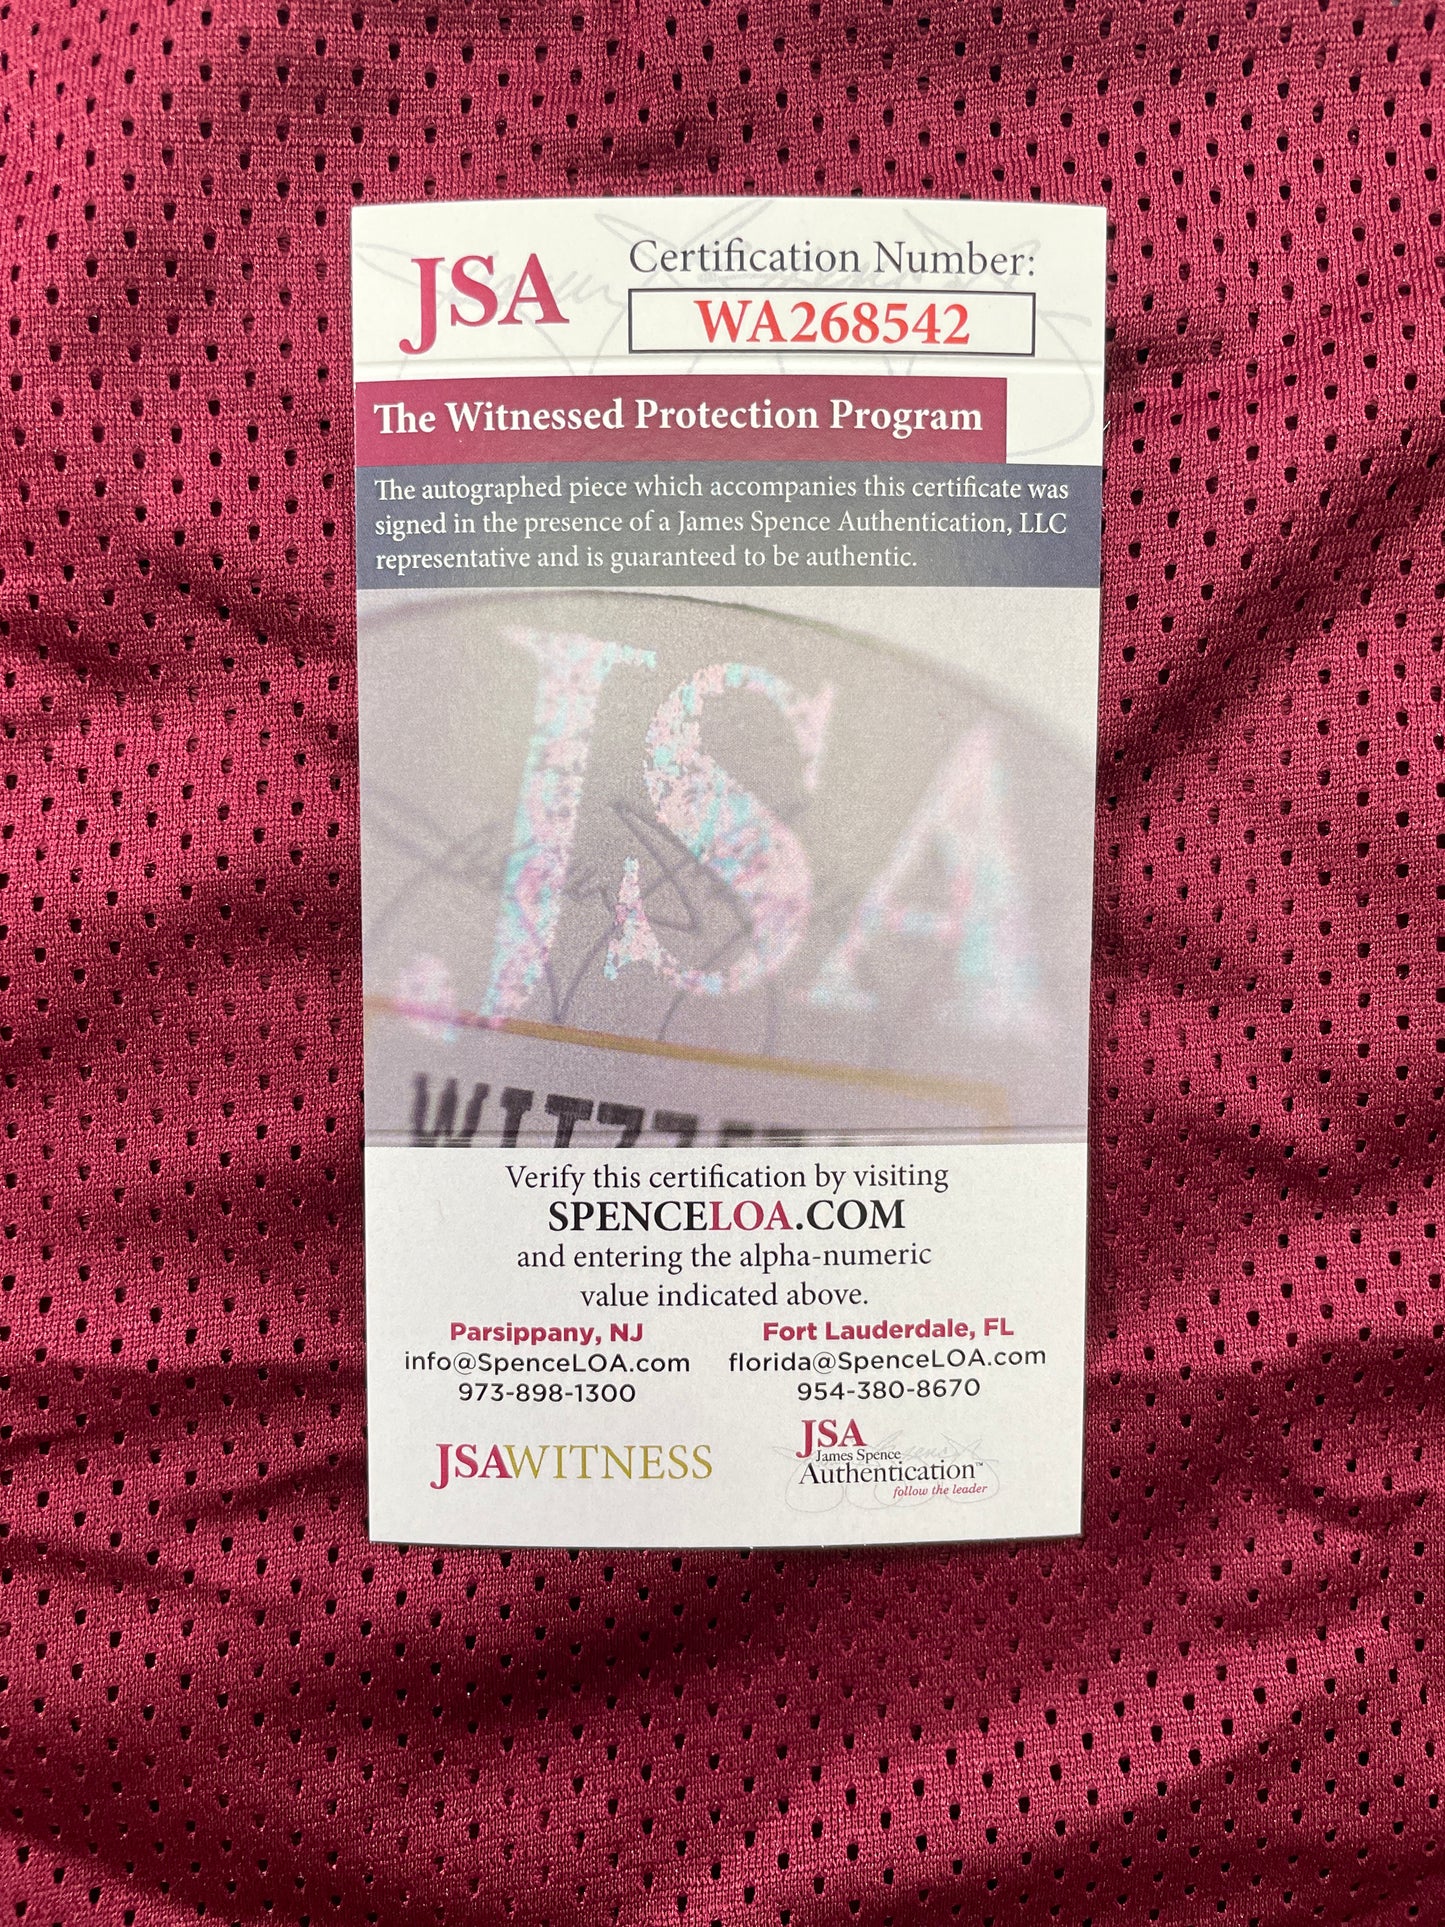 JSA
Certification Number:
WA268542
The Witnessed Protection Program
The autographed piece which accompanies this certificate was
signed in the presence of a James Spence Authentication, LLC
representative and is guaranteed to be authentic.
JSA
Verify this certification by visiting
SPENCELOA.COM
and entering the alpha-numeric
value indicated above.
Parsippany, NJ
info@SpenceLOA.com
973-898-1300
Fort Lauderdale, FL
florida@SpenceLOA.com
954-380-8670
JSAWITNESS
JSA
James Spence
Authentication™
follow the leader